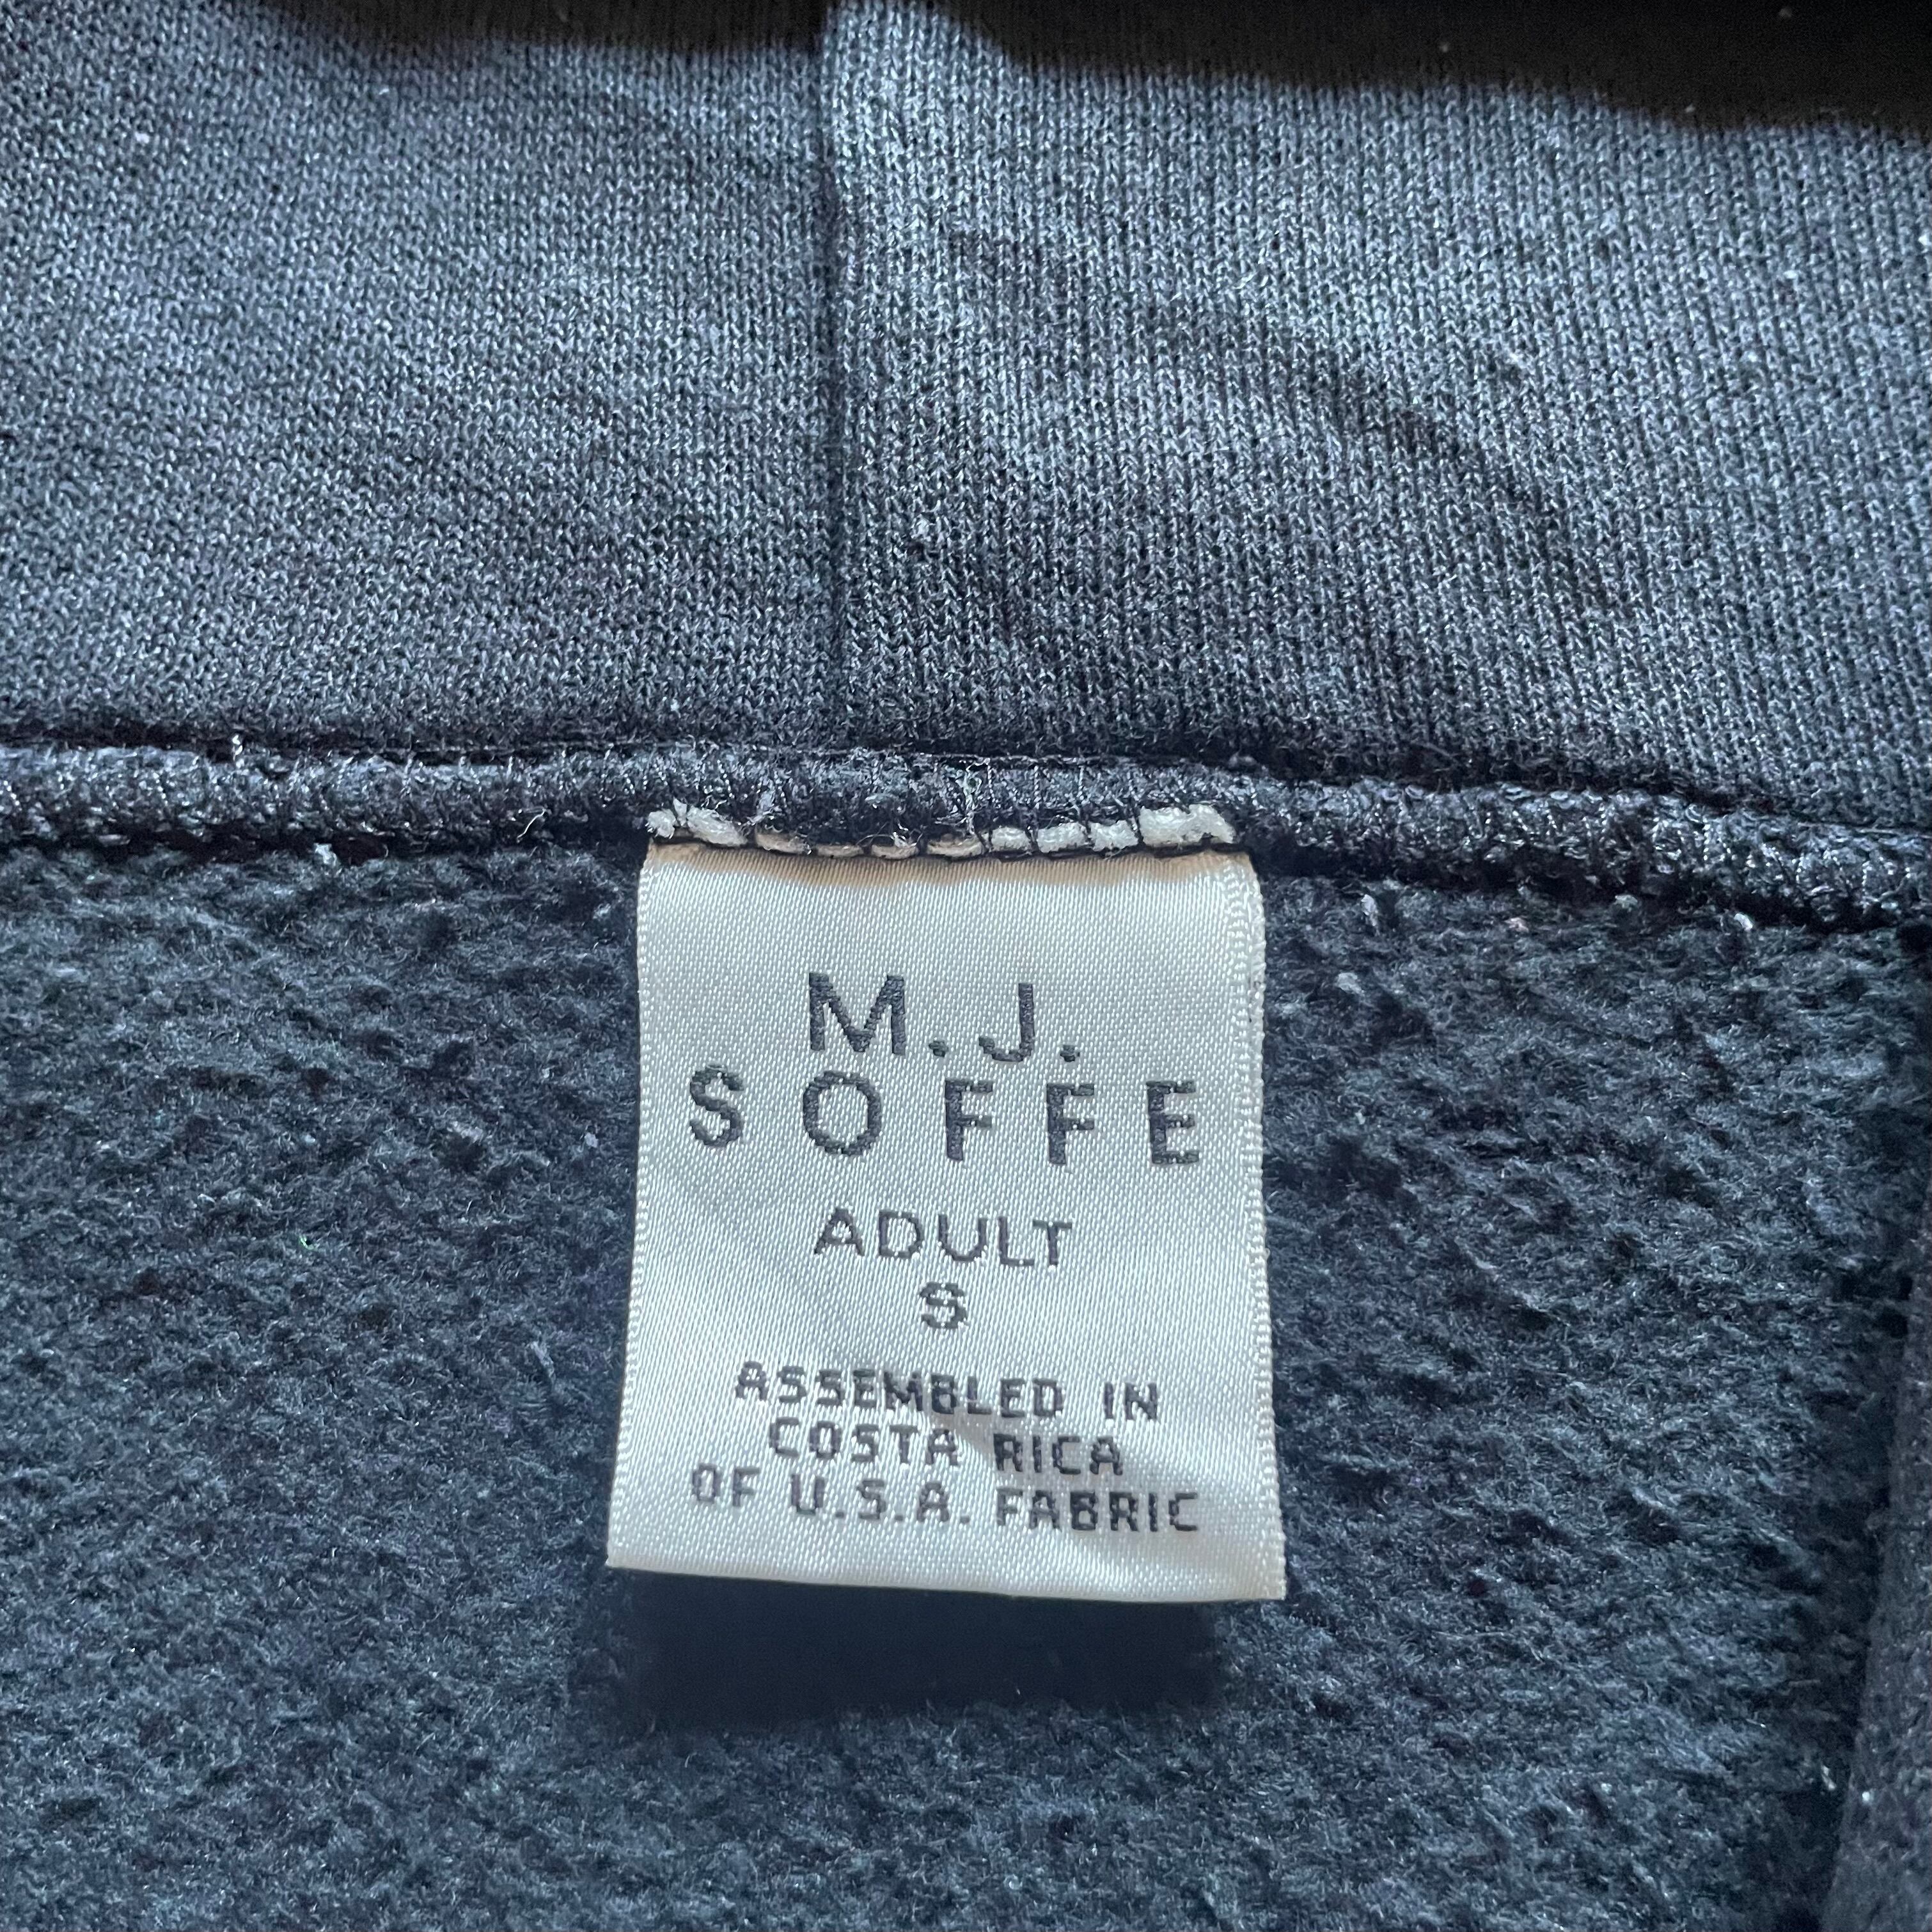 M.J.
SOFFE
ADULT
S
ASSEMBLED IN
COSTA RICA
OF U.S.A. FABRIC